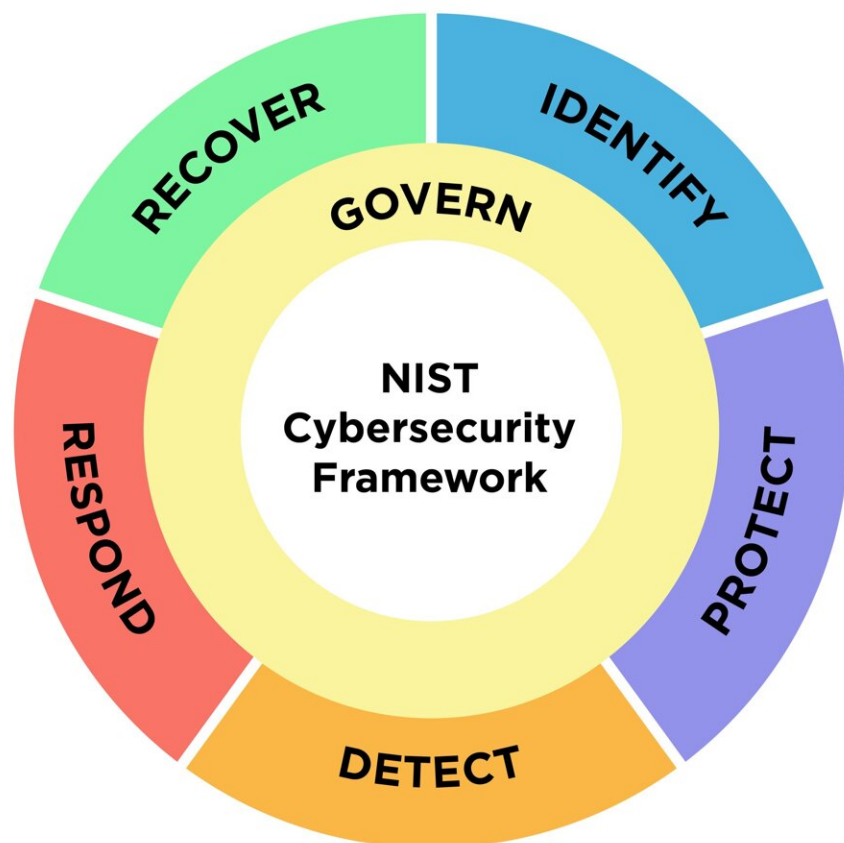 RECOVER
IDENTIFY
GOVERN
NIST
Cybersecurity
Framework
RESPOND
PROTECT
DETECT